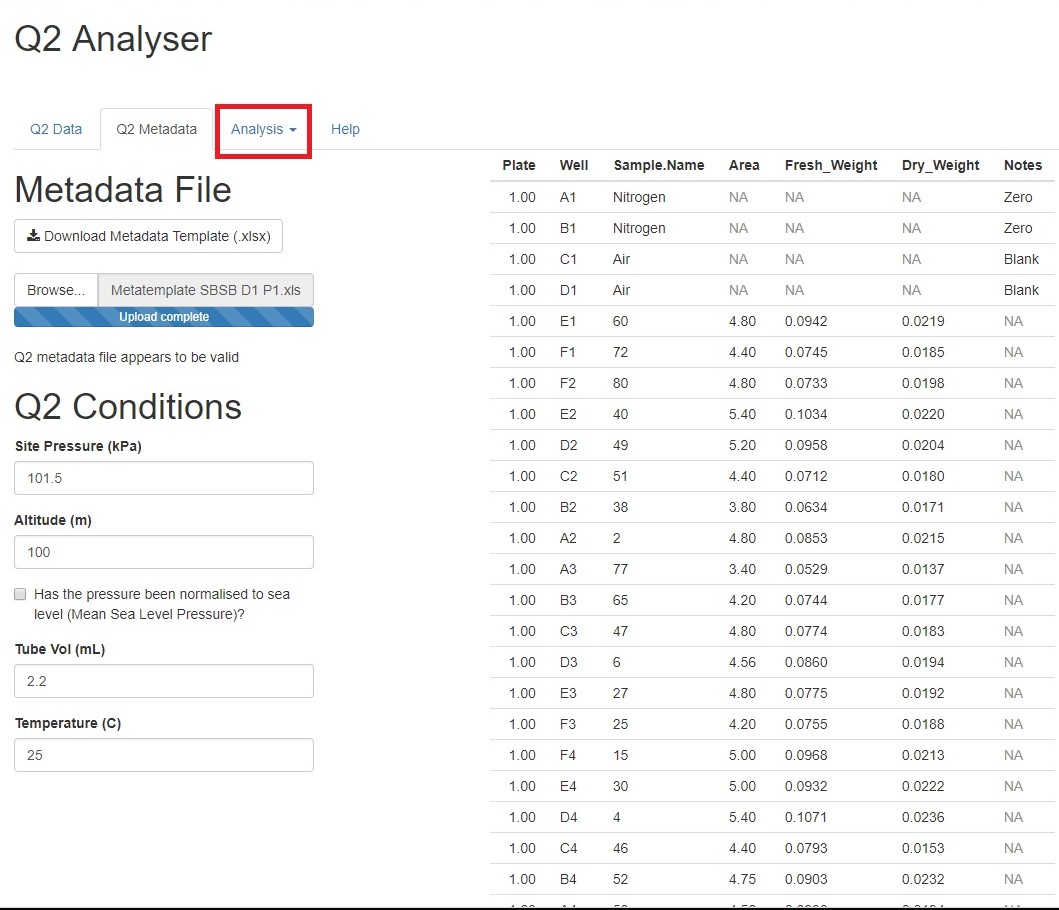 Q2 Analyser
Q2 Data Q2 Metadata Analysis Help
Metadata File
Download Metadata Template (.xlsx)
Browse... Metatemplate SBSB D1 P1.xls
Upload complete
Q2 metadata file appears to be valid
Q2 Conditions
Site Pressure (kPa)
101.5
Altitude (m)
100
Has the pressure been normalised to sea
level (Mean Sea Level Pressure)?
Tube Vol (mL)
2.2
Temperature (C)
25
Plate Well Sample.Name Area Fresh_Weight Dry_Weight Notes
1.00 A1 Nitrogen NA NA NA Zero
1.00 B1 Nitrogen NA NA NA Zero
1.00 C1 Air NA NA NA Blank
1.00 D1 Air NA NA NA Blank
1.00 E1 60 4.80 0.0942 0.0219 NA
1.00 F1 72 4.40 0.0745 0.0185 NA
1.00 F2 80 4.80 0.0733 0.0198 NA
1.00 E2 40 5.40 0.1034 0.0220 NA
1.00 D2 49 5.20 0.0958 0.0204 NA
1.00 C2 51 4.40 0.0712 0.0180 NA
1.00 B2 38 3.80 0.0634 0.0171 NA
1.00 A2 2 4.80 0.0853 0.0215 NA
1.00 A3 77 3.40 0.0529 0.0137 NA
1.00 B3 65 4.20 0.0744 0.0177 NA
1.00 C3 47 4.80 0.0774 0.0183 NA
1.00 D3 6 4.56 0.0860 0.0194 NA
1.00 E3 27 4.80 0.0775 0.0192 NA
1.00 F3 25 4.20 0.0755 0.0188 NA
1.00 F4 15 5.00 0.0968 0.0213 NA
1.00 E4 30 5.00 0.0932 0.0222 NA
1.00 D4 4 5.40 0.1071 0.0236 NA
1.00 C4 46 4.40 0.0793 0.0153 NA
1.00 B4 52 4.75 0.0903 0.0232 NA